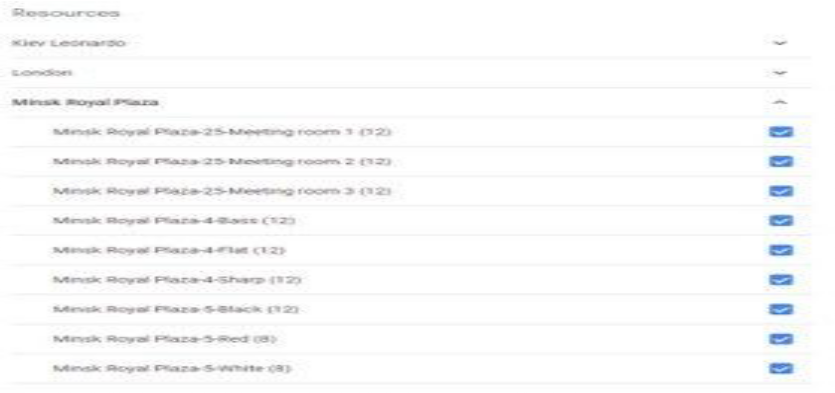 Resources
Kiev Leonardo
London
Minsk Royal Plaza
Minsk Royal Plaza-25-Meeting room 1 (12)
Minsk Royal Plaza-25-Meeting room 2 (12)
Minsk Royal Plaza-25-Meeting room 3 (12)
Minsk Royal Plaza-4-Bass (12)
Minsk Royal Plaza-4-Flat (12)
Minsk Royal Plaza-4-Sharp (12)
Minsk Royal Plaza-5-Black (12)
Minsk Royal Plaza-5-Red (8)
Minsk Royal Plaza-5-White (8)